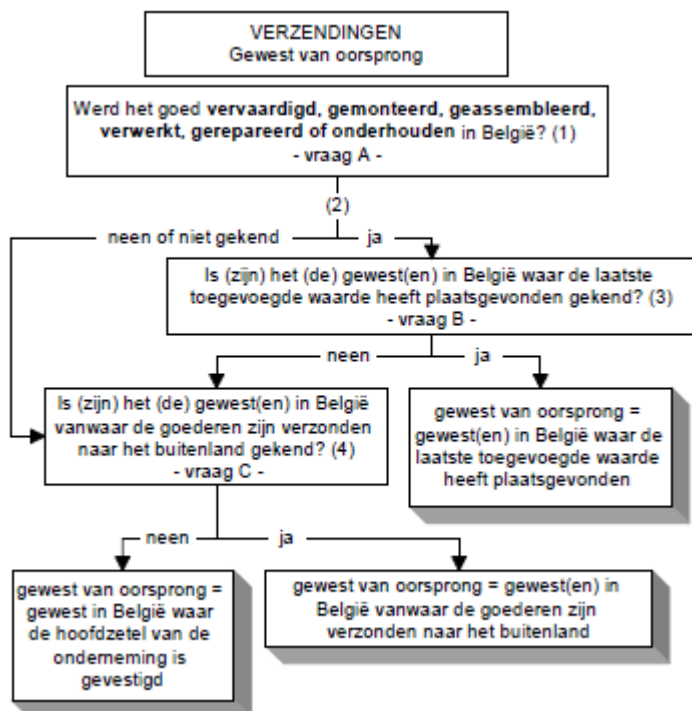 VERZENDINGEN
Gewest van oorsprong
Werd het goed vervaardigd, gemonteerd, geassembleerd,
verwerkt, gerepareerd of onderhouden in België? (1)
- vraag A -
(2)
neen of niet gekend
ja
Is (zijn) het (de) gewest(en) in België waar de laatste
toegevoegde waarde heeft plaatsgevonden gekend? (3)
- vraag B -
neen
ja
Is (zijn) het (de) gewest(en) in België
vanwaar de goederen zijn verzonden
naar het buitenland gekend? (4)
- vraag C -
gewest van oorsprong =
gewest(en) in België waar de
laatste toegevoegde waarde
heeft plaatsgevonden
neen
ja
gewest van oorsprong =
gewest in België waar
de hoofdzetel van de
onderneming is
gevestigd
gewest van oorsprong = gewest(en) in
België vanwaar de goederen zijn
verzonden naar het buitenland